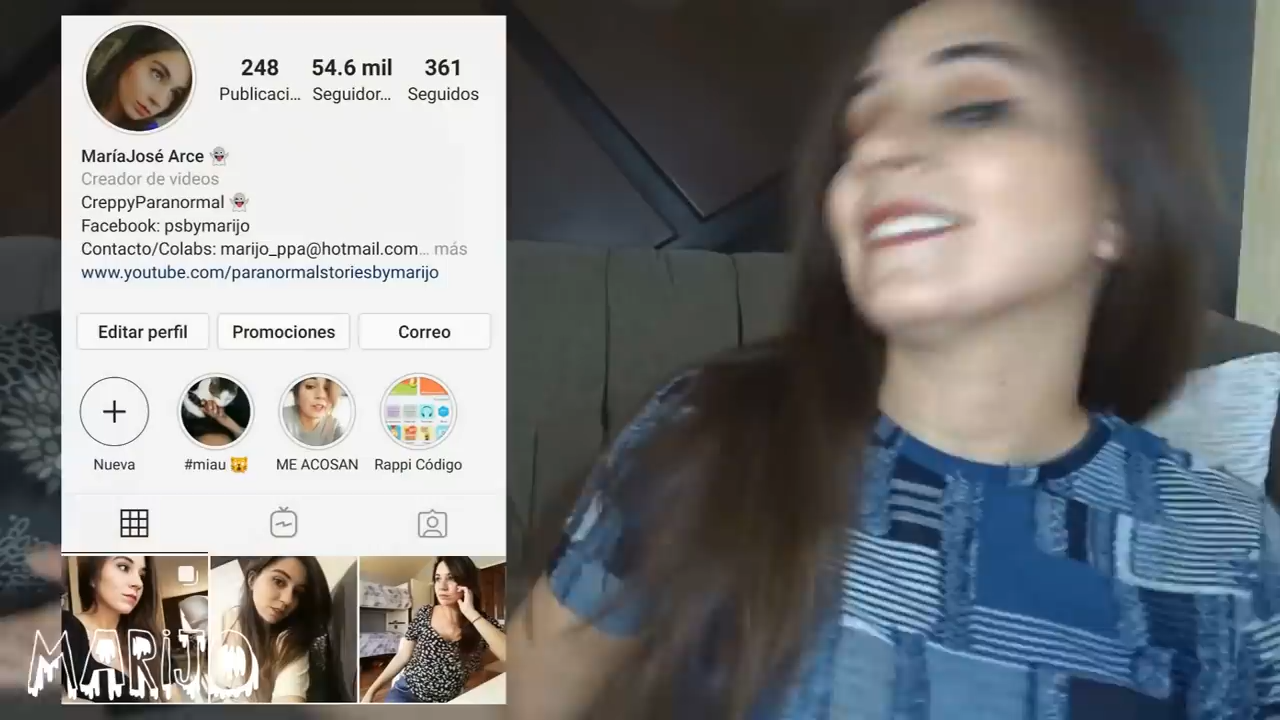 248 54.6 mil 361
Publicaci... Seguidor... Seguidos
MaríaJosé Arce 👻
Creador de videos
CreppyParanormal 👻
Facebook: psbymarijo
Contacto/Colabs: marijo_ppa@hotmail.com... más
www.youtube.com/paranormalstoriesbymarijo
Editar perfil Promociones Correo
Nueva #miau 🙀 ME ACOSAN Rappi Código
MARiJO